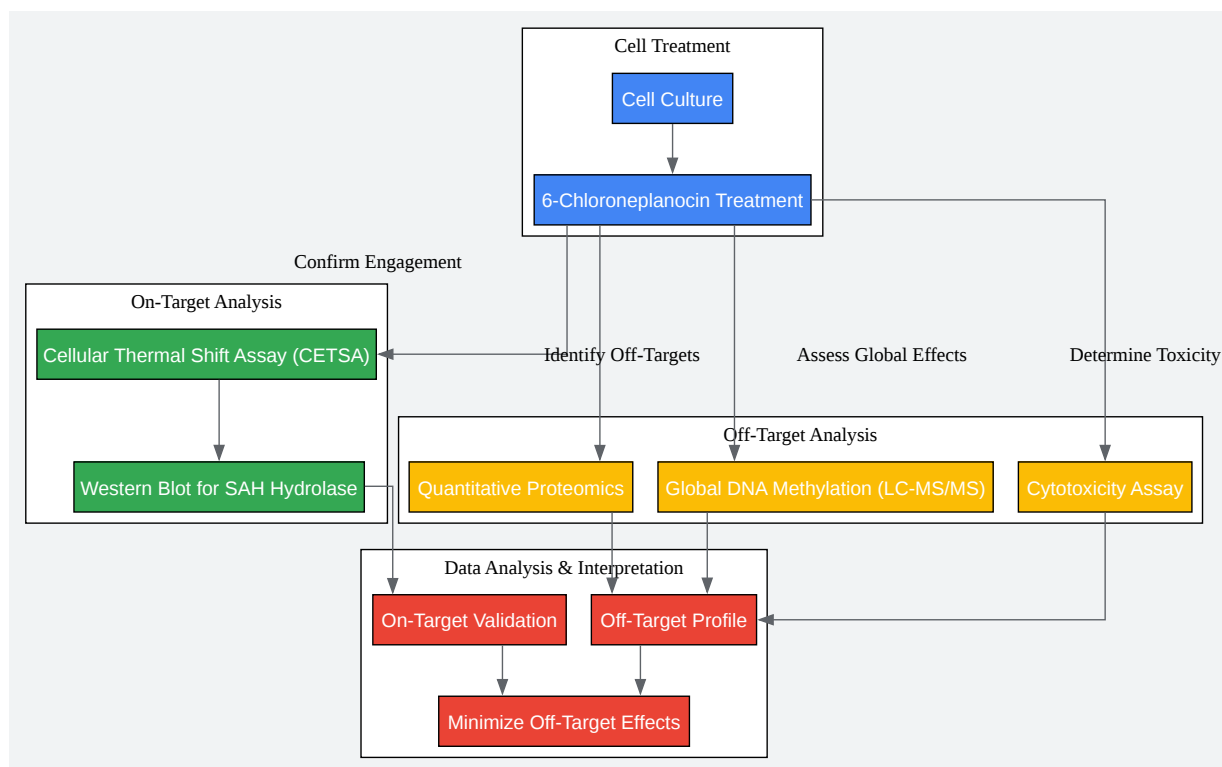 Cell Treatment
Cell Culture
6-Chloroneplanocin Treatment
Confirm Engagement
On-Target Analysis
Cellular Thermal Shift Assay (CETSA)
Identify Off-Targets
Assess Global Effects
Determine Toxicity
Off-Target Analysis
Western Blot for SAH Hydrolase
Quantitative Proteomics
Global DNA Methylation (LC-MS/MS)
Cytotoxicity Assay
Data Analysis & Interpretation
On-Target Validation
Off-Target Profile
Minimize Off-Target Effects